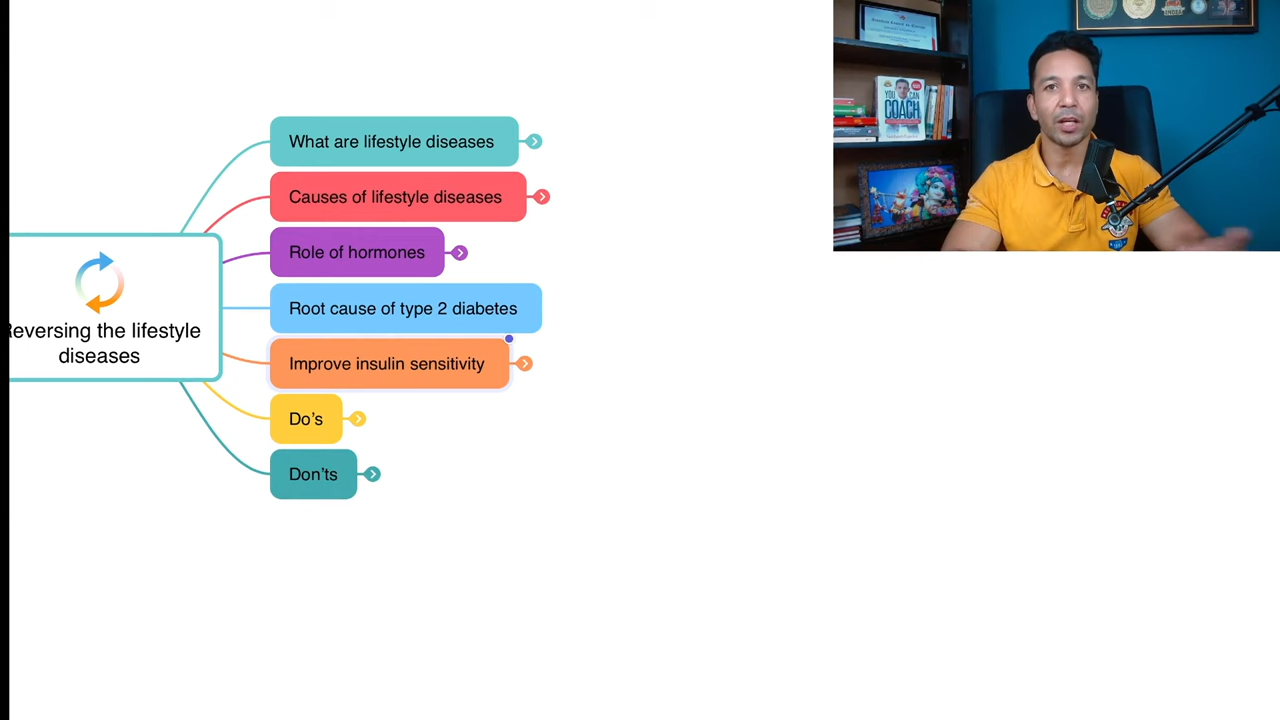 What are lifestyle diseases
Causes of lifestyle diseases
Role of hormones
Root cause of type 2 diabetes
Improve insulin sensitivity
Do's
Don'ts
Reversing the lifestyle
diseases
YOU CAN
COACH